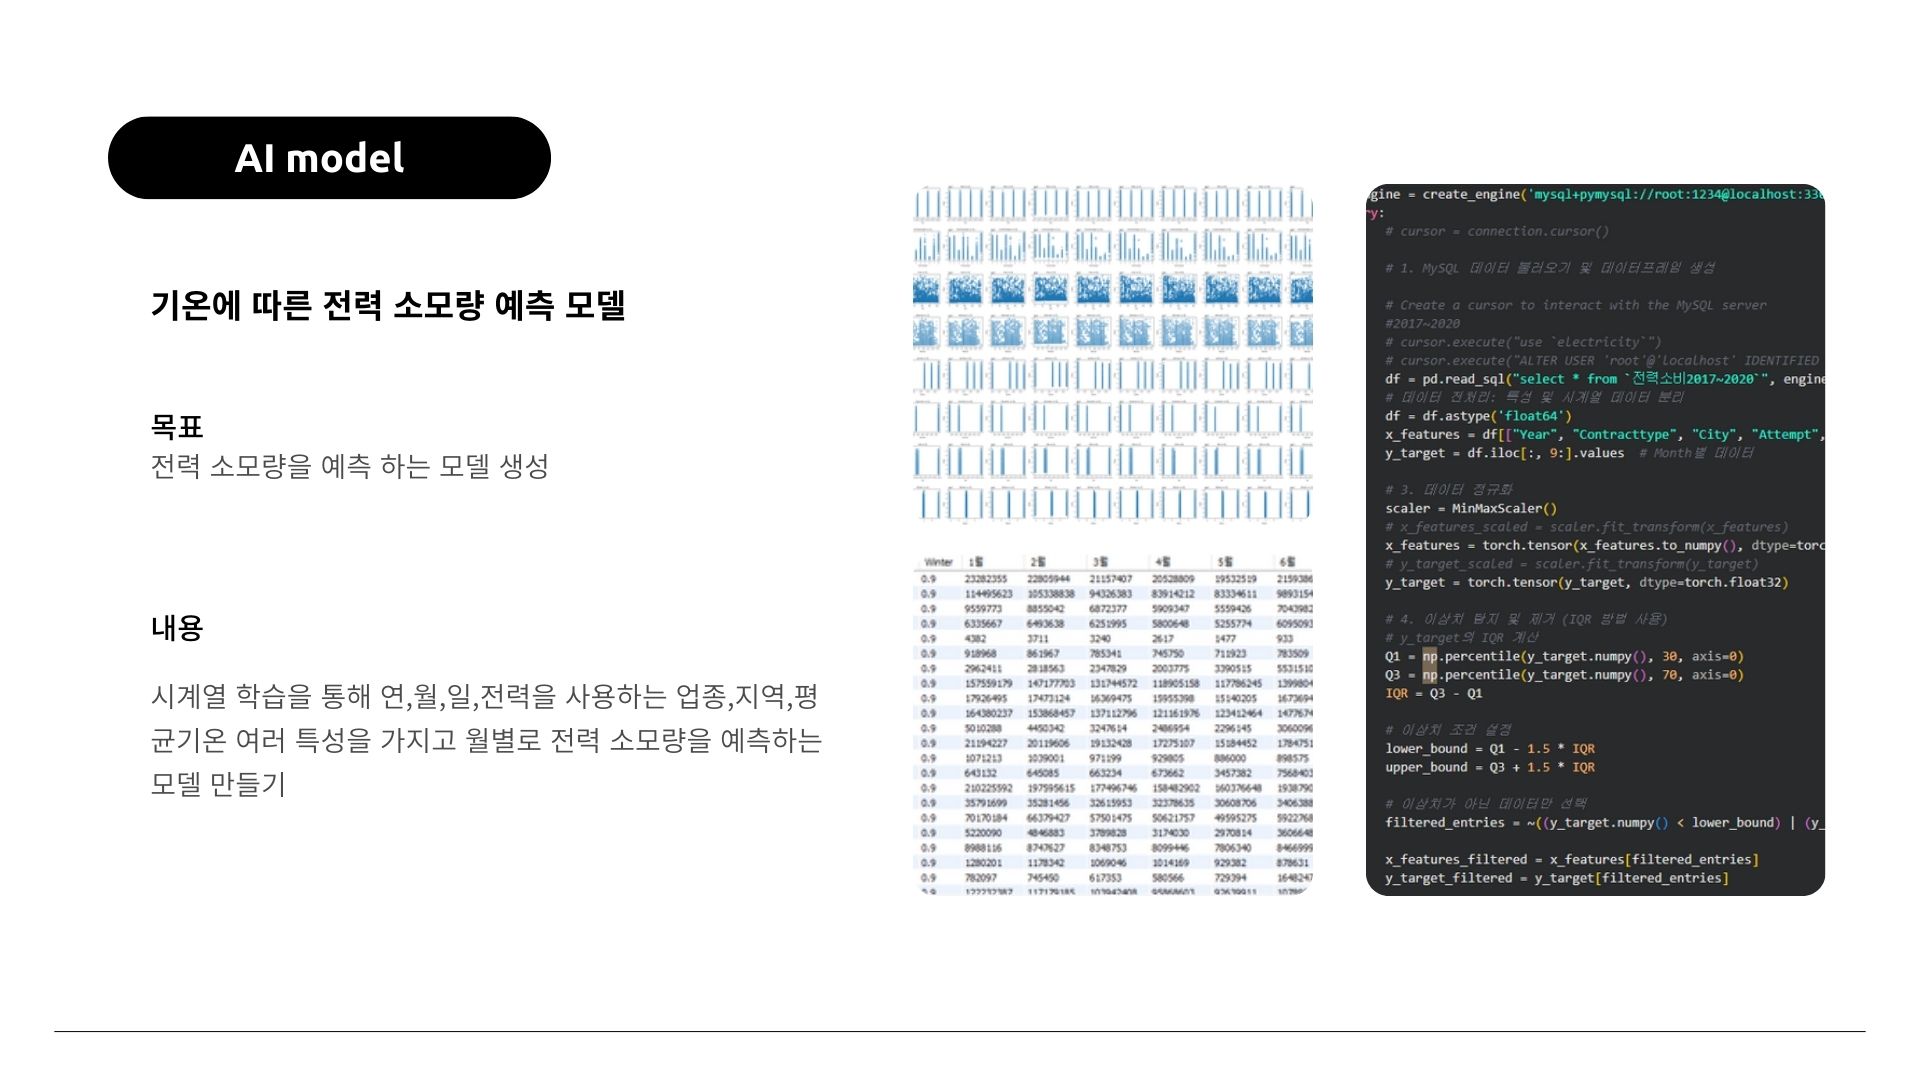 AI model
기온에 따른 전력 소모량 예측 모델
목표
전력 소모량을 예측 하는 모델 생성
내용
시계열 학습을 통해 연,월,일,전력을 사용하는 업종,지역,평
균기온 여러 특성을 가지고 월별로 전력 소모량을 예측하는
모델 만들기
Winter 1월 2월 3월 4월 5월 6월
0.9 23282355 22805944 21157407 20528809 19532519 2159386
0.9 114495623 105338838 94326383 83914212 83334611 9893154
0.9 9559773 8855042 6872377 5909347 5559426 7043982
0.9 6335667 6493638 6251995 5800648 5255774 6095093
0.9 4382 3711 3240 2617 1477 933
0.9 918968 861967 785341 745750 711923 783509
0.9 2962411 2818563 2347829 2003775 3390515 5531510
0.9 157559179 147177703 131744572 118905158 117786245 1399804
0.9 17926495 17473124 16369475 15955398 15140205 1673694
0.9 164380237 153868457 137112796 121161976 123412464 1477674
0.9 5010288 4450342 3247614 2486954 2296145 3060096
0.9 21194227 20119606 19132428 17275107 15184452 1784751
0.9 1071213 1039001 971199 929805 886000 898575
0.9 643132 645085 663234 673662 3457382 7568403
0.9 210225592 197595615 177496746 158482902 160376648 1938790
0.9 35791699 35281456 32615953 32378635 30608706 3406388
0.9 70170184 66379427 57501475 50621757 49595275 5922768
0.9 5220090 4846883 3789828 3174030 2970814 3606648
0.9 8988116 8747627 8348753 8099446 7806340 8466999
0.9 1280201 1178342 1069046 1014169 929382 878631
0.9 782097 745450 617353 580566 729394 1648247
gine = create_engine('mysql+pymysql://root:1234@localhost:330
y:
# cursor = connection.cursor()
# 1. MySQL 데이터 불러오기 및 데이터프레임 생성
# Create a cursor to interact with the MySQL server
#2017~2020
# cursor.execute("use `electricity`")
# cursor.execute("ALTER USER 'root'@'localhost' IDENTIFIED
df = pd.read_sql("select * from `전력소비2017~2020`", engine
# 데이터 전처리: 특성 및 시계열 데이터 분리
df = df.astype('float64')
x_features = df[["Year", "Contracttype", "City", "Attempt",
y_target = df.iloc[:, 9:].values # Month별 데이터
# 3. 데이터 정규화
scaler = MinMaxScaler()
# x_features_scaled = scaler.fit_transform(x_features)
x_features = torch.tensor(x_features.to_numpy(), dtype=torc
# y_target_scaled = scaler.fit_transform(y_target)
y_target = torch.tensor(y_target, dtype=torch.float32)
# 4. 이상치 탐지 및 제거 (IQR 방법 사용)
# y_target의 IQR 계산
Q1 = np.percentile(y_target.numpy(), 30, axis=0)
Q3 = np.percentile(y_target.numpy(), 70, axis=0)
IQR = Q3 - Q1
# 이상치 조건 설정
lower_bound = Q1 - 1.5 * IQR
upper_bound = Q3 + 1.5 * IQR
# 이상치가 아닌 데이터만 선택
filtered_entries = ~((y_target.numpy() < lower_bound) | (y_
x_features_filtered = x_features[filtered_entries]
y_target_filtered = y_target[filtered_entries]